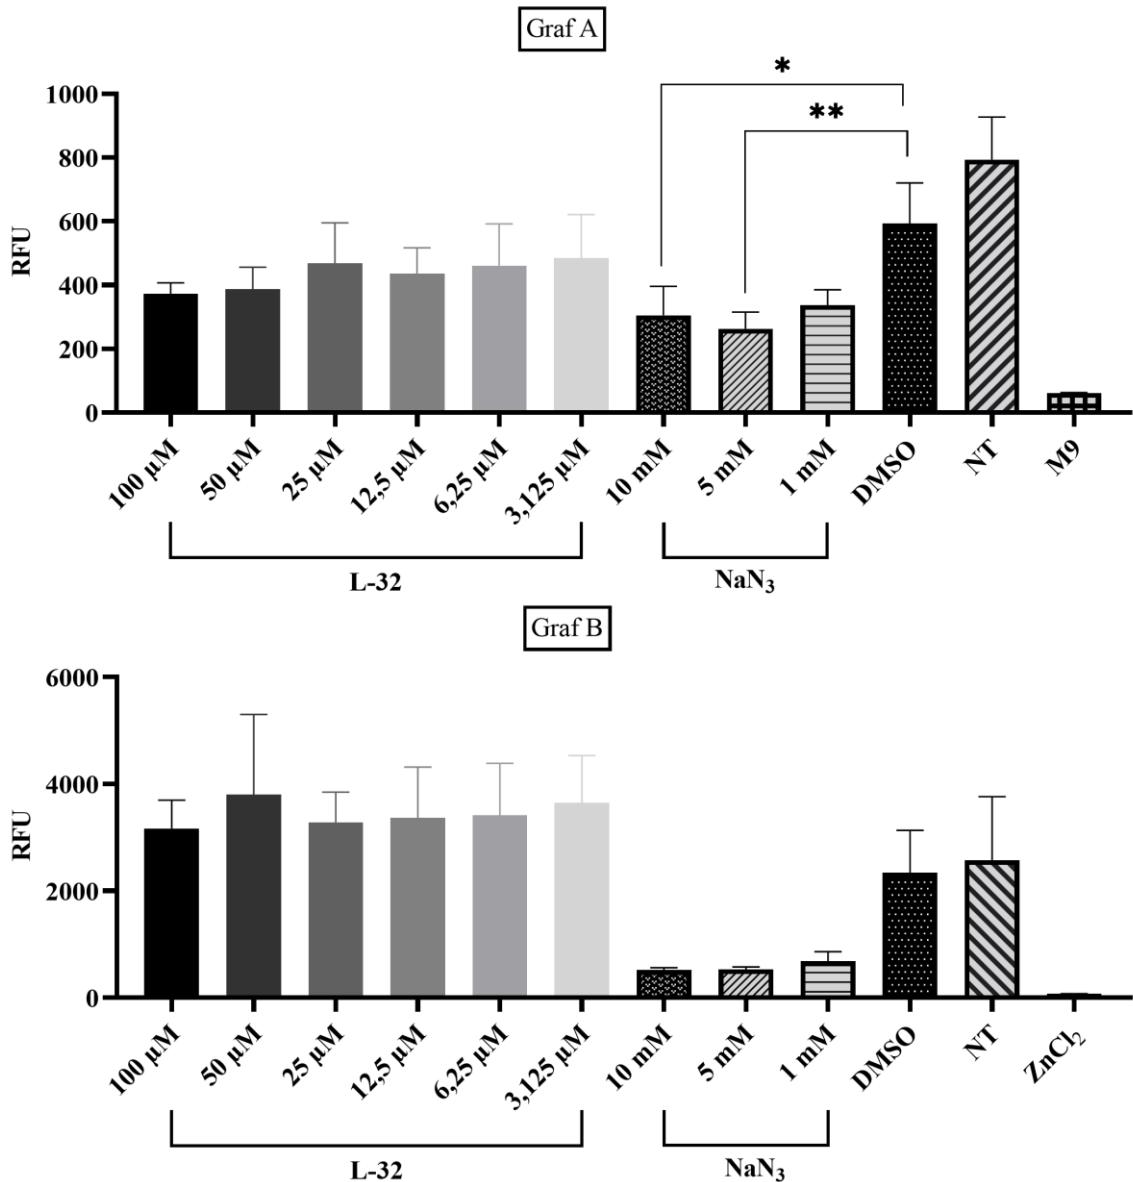 Graf A
*
**
1000
800
600
400
200
0
RFU
100 µM
50 µM
25 µM
12,5 µM
6,25 µM
3,125 µM
10 mM
5 mM
1 mM
DMSO
NT
M9
L-32
NaN₃
Graf B
6000
4000
2000
0
RFU
100 µM
50 µM
25 µM
12,5 µM
6,25 µM
3,125 µM
10 mM
5 mM
1 mM
DMSO
NT
ZnCl₂
L-32
NaN₃